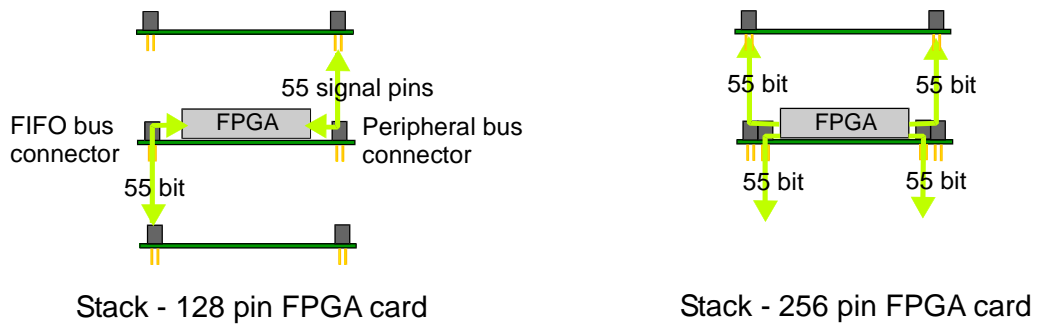 55 signal pins
FIFO bus
connector
FPGA
Peripheral bus
connector
55 bit
Stack - 128 pin FPGA card
55 bit
55 bit
FPGA
55 bit
55 bit
Stack - 256 pin FPGA card